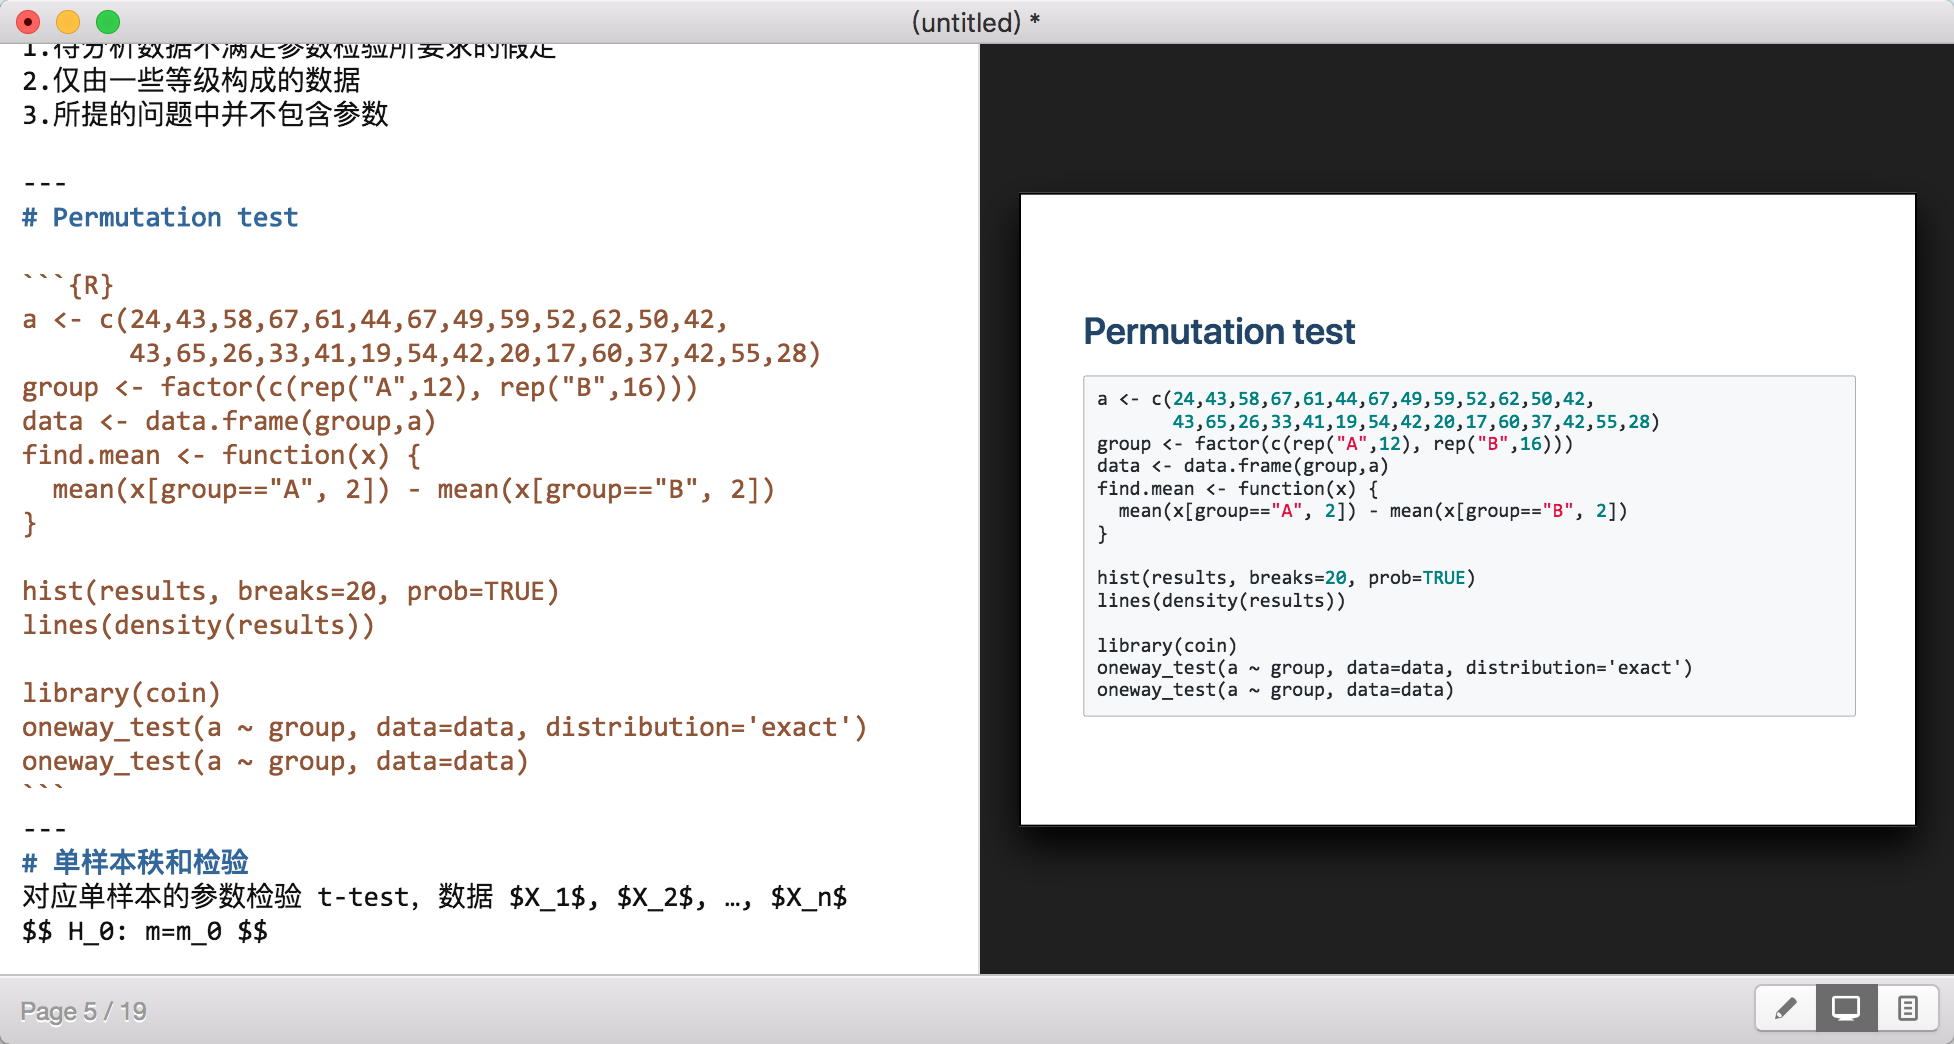 (untitled) *
1.待分析数据不满足参数检验所要求的假定
2.仅由一些等级构成的数据
3.所提的问题中并不包含参数
---
# Permutation test
```{R}
a <- c(24,43,58,67,61,44,67,49,59,52,62,50,42,
       43,65,26,33,41,19,54,42,20,17,60,37,42,55,28)
group <- factor(c(rep("A",12), rep("B",16)))
data <- data.frame(group,a)
find.mean <- function(x) {
  mean(x[group=="A", 2]) - mean(x[group=="B", 2])
}
hist(results, breaks=20, prob=TRUE)
lines(density(results))
library(coin)
oneway_test(a ~ group, data=data, distribution='exact')
oneway_test(a ~ group, data=data)
```
---
# 单样本秩和检验
对应单样本的参数检验 t-test, 数据 $X_1$, $X_2$, …, $X_n$
$$ H_0: m=m_0 $$
Permutation test
a <- c(24,43,58,67,61,44,67,49,59,52,62,50,42,
       43,65,26,33,41,19,54,42,20,17,60,37,42,55,28)
group <- factor(c(rep("A",12), rep("B",16)))
data <- data.frame(group,a)
find.mean <- function(x) {
  mean(x[group=="A", 2]) - mean(x[group=="B", 2])
}
hist(results, breaks=20, prob=TRUE)
lines(density(results))
library(coin)
oneway_test(a ~ group, data=data, distribution='exact')
oneway_test(a ~ group, data=data)
Page 5 / 19